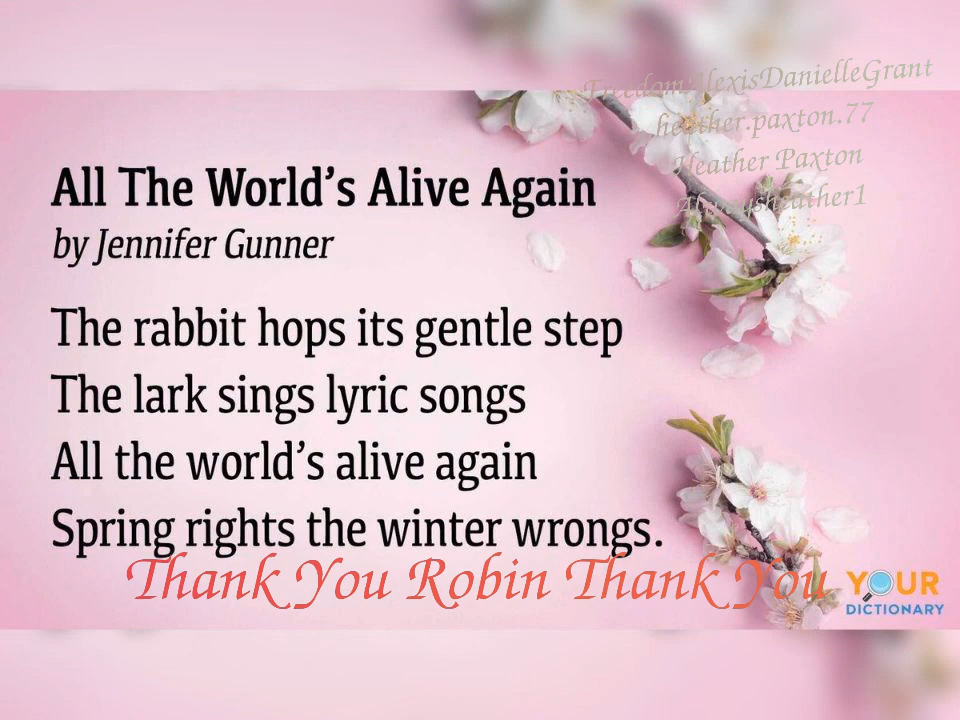 FreedomAlexisDanielleGrant
heather.paxton.77
Heather Paxton
Alwaysheather1
All The World's Alive Again
by Jennifer Gunner
The rabbit hops its gentle step
The lark sings lyric songs
All the world's alive again
Spring rights the winter wrongs.
Thank You Robin Thank You
YOUR
DICTIONARY